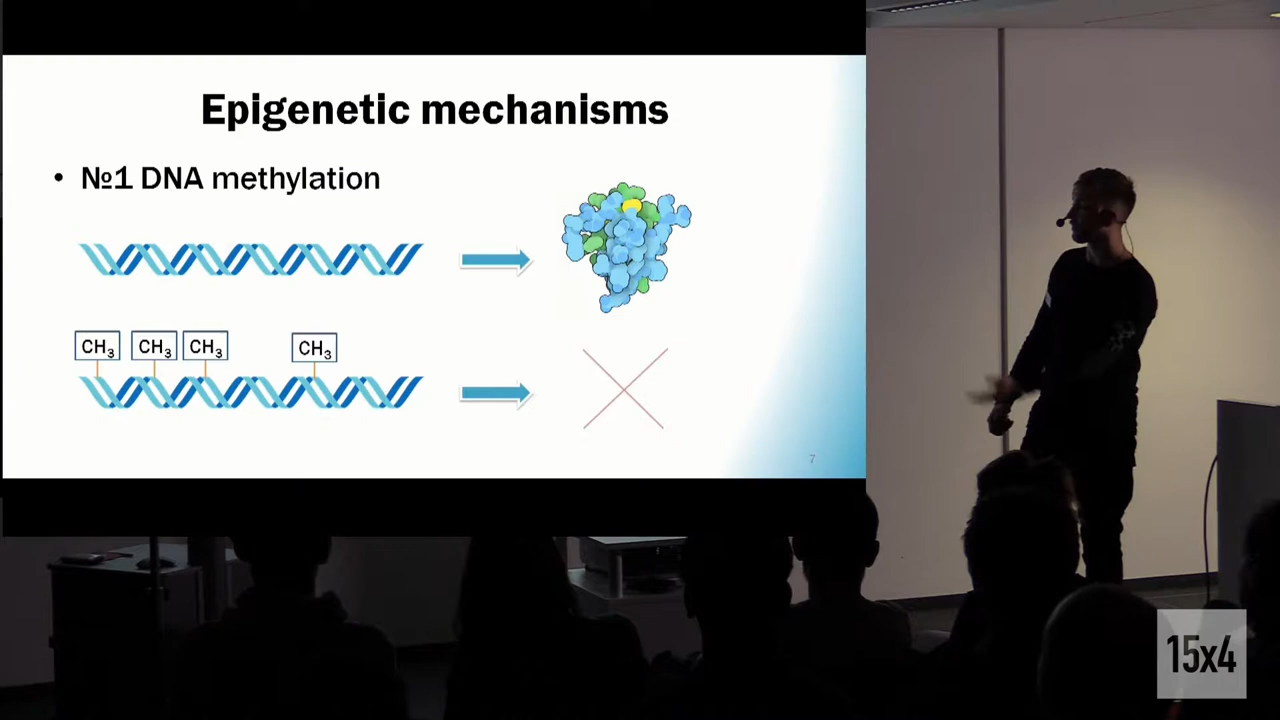 Epigenetic mechanisms
• №1 DNA methylation
CH₃ CH₃ CH₃ CH₃
7
15x4